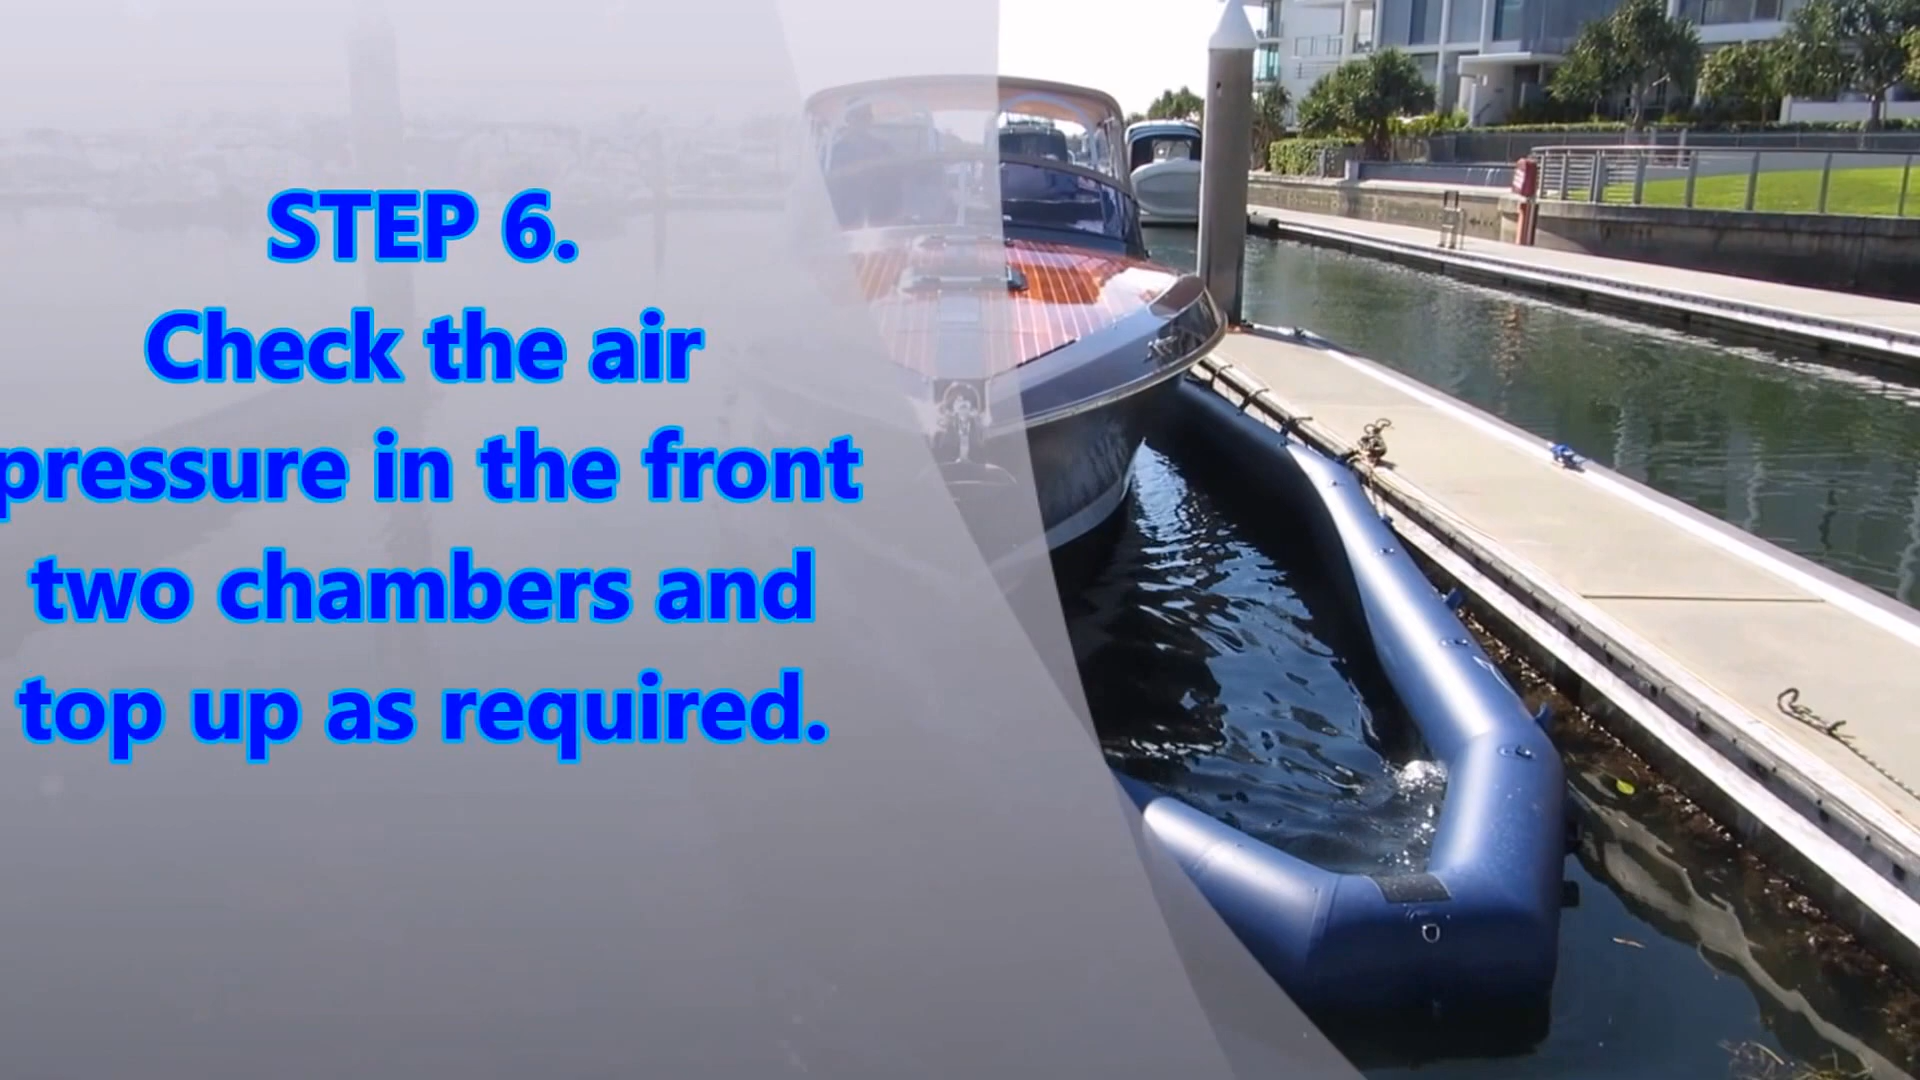 STEP 6.
Check the air
pressure in the front
two chambers and
top up as required.